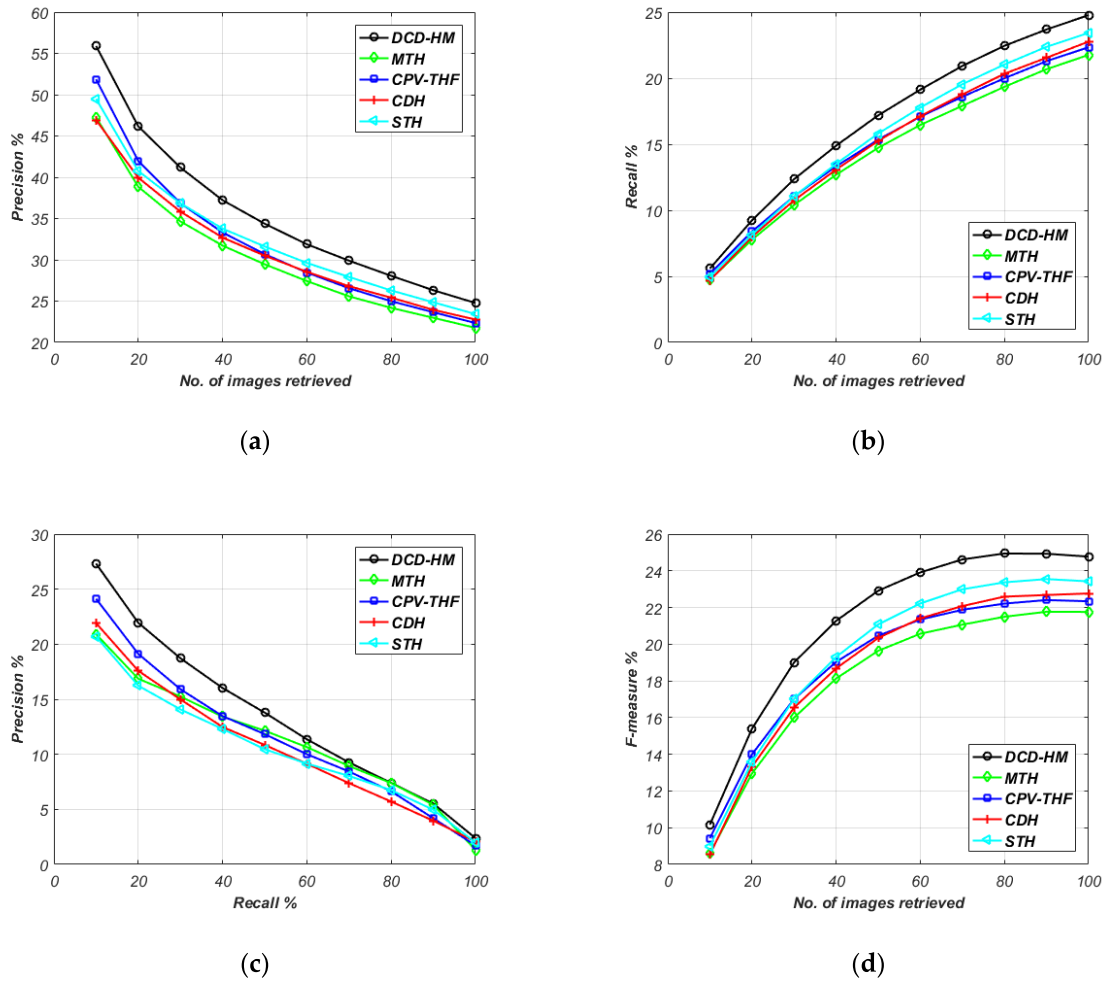 60
55
50
45
40
35
30
25
20
0 20 40 60 80 100
Precision %
No. of images retrieved
DCD-HM
MTH
CPV-THF
CDH
STH
(a)
25
20
15
10
5
0
0 20 40 60 80 100
Recall %
No. of images retrieved
DCD-HM
MTH
CPV-THF
CDH
STH
(b)
30
25
20
15
10
5
0
0 20 40 60 80 100
Precision %
Recall %
DCD-HM
MTH
CPV-THF
CDH
STH
(c)
26
24
22
20
18
16
14
12
10
8
0 20 40 60 80 100
F-measure %
No. of images retrieved
DCD-HM
MTH
CPV-THF
CDH
STH
(d)